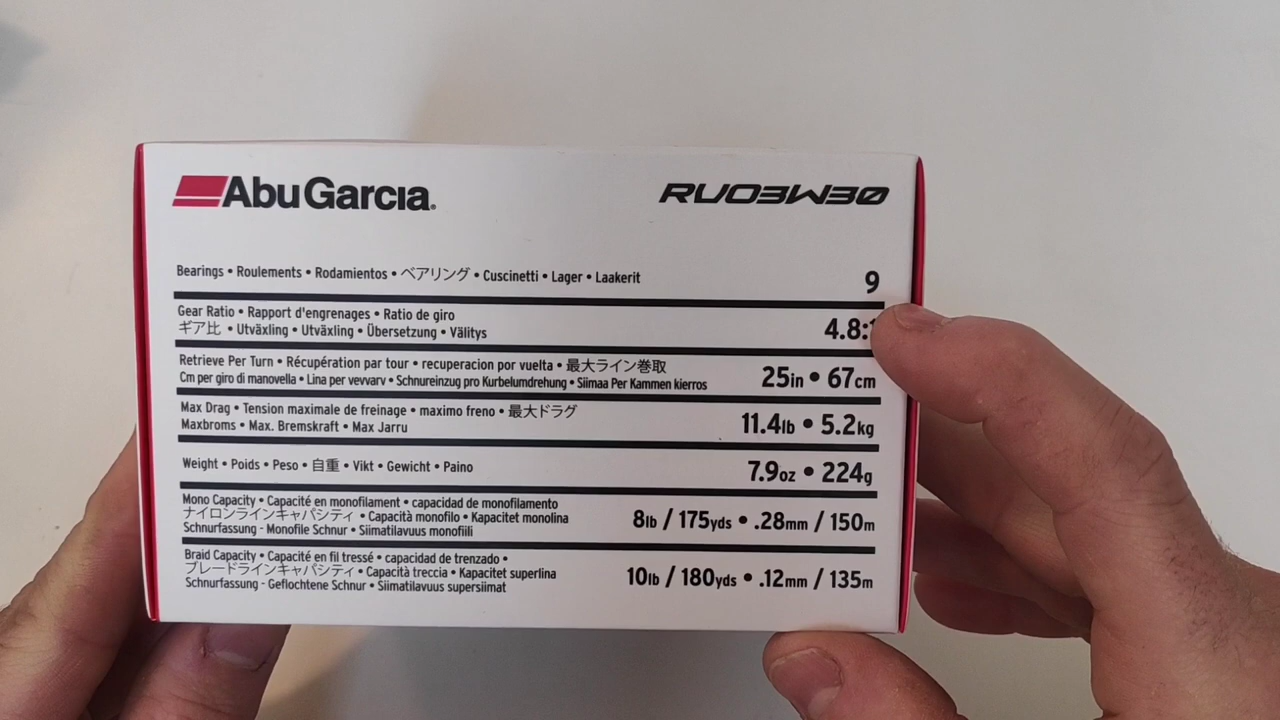 AbuGarcia®
RUO3W30
Bearings • Roulements • Rodamientos • ベアリング • Cuscinetti • Lager • Laakerit
9
Gear Ratio • Rapport d'engrenages • Ratio de giro
ギア比 • Utväxling • Utväxling • Übersetzung • Välitys
4.8:
Retrieve Per Turn • Récupération par tour • recuperacion por vuelta • 最大ライン巻取
Cm per giro di manovella • Lina per vevvarv • Schnureinzug pro Kurbelumdrehung • Siimaa Per Kammen kierros
25in • 67cm
Max Drag • Tension maximale de freinage • maximo freno • 最大ドラグ
Maxbroms • Max. Bremskraft • Max Jarru
11.4lb • 5.2kg
Weight • Poids • Peso • 自重 • Vikt • Gewicht • Paino
7.9oz • 224g
Mono Capacity • Capacité en monofilament • capacidad de monofilamento
ナイロンラインキャパシティ • Capacità monofilo • Kapacitet monolina
Schnurfassung - Monofile Schnur • Siimatilavuus monofiili
8lb / 175yds • .28mm / 150m
Braid Capacity • Capacité en fil tressé • capacidad de trenzado •
ブレードラインキャパシティ • Capacità treccia • Kapacitet superlina
Schnurfassung - Geflochtene Schnur • Siimatilavuus supersiimat
10lb / 180yds • .12mm / 135m